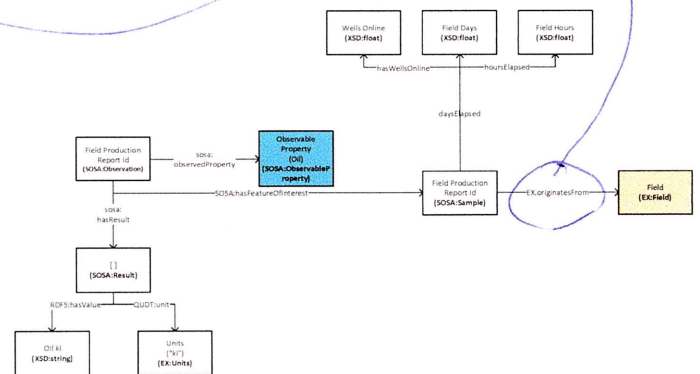 Wells Online
(XSD:float)
Field Days
(XSD:float)
Field Hours
(XSD:float)
hasWellsOnline
hoursElapsed
daysElapsed
Field Production
Report Id
(SOSA:Observation)
sosa:
observedProperty
Observable
Property
(Oil)
(SOSA:ObservableP
roperty)
SOSA:hasFeatureOfInterest
Field Production
Report Id
(SOSA:Sample)
EX.originatesFrom
Field
(EX:Field)
sosa:
hasResult
[ ]
(SOSA:Result)
RDFS:hasValue
QUDT:unit
Oil kl
(XSD:string)
Units
("kl")
(EX:Units)